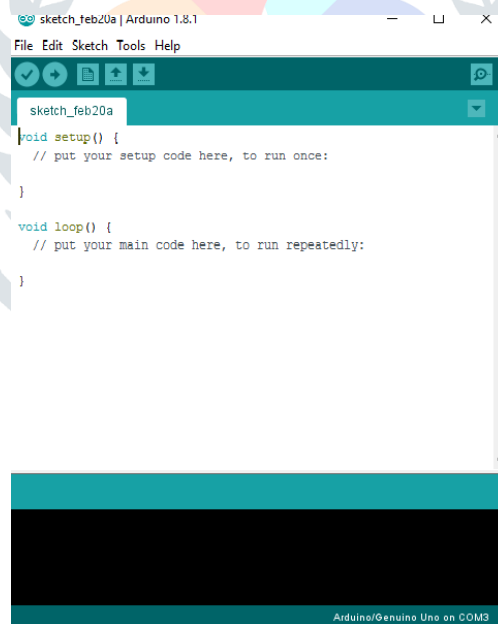 sketch_feb20a | Arduino 1.8.1
File Edit Sketch Tools Help
sketch_feb20a
void setup() {
  // put your setup code here, to run once:
}
void loop() {
  // put your main code here, to run repeatedly:
}
Arduino/Genuino Uno on COM3